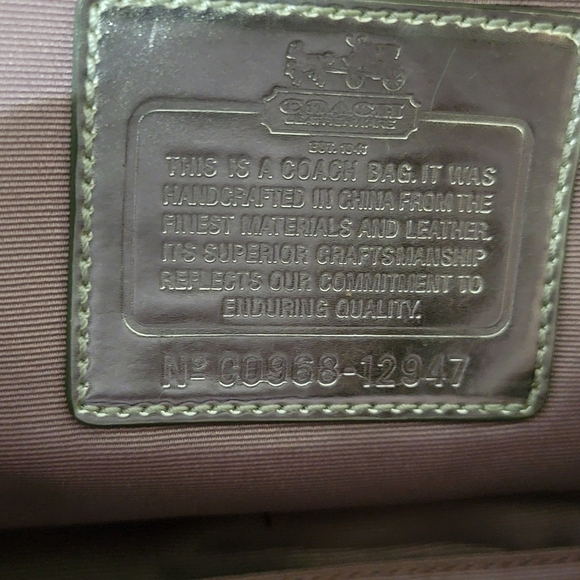 COACH
LEATHERWARE
EST. 1941
THIS IS A COACH BAG. IT WAS
HANDCRAFTED IN CHINA FROM THE
FINEST MATERIALS AND LEATHER.
IT'S SUPERIOR CRAFTSMANSHIP
REFLECTS OUR COMMITMENT TO
ENDURING QUALITY.
Nº C0968-12947